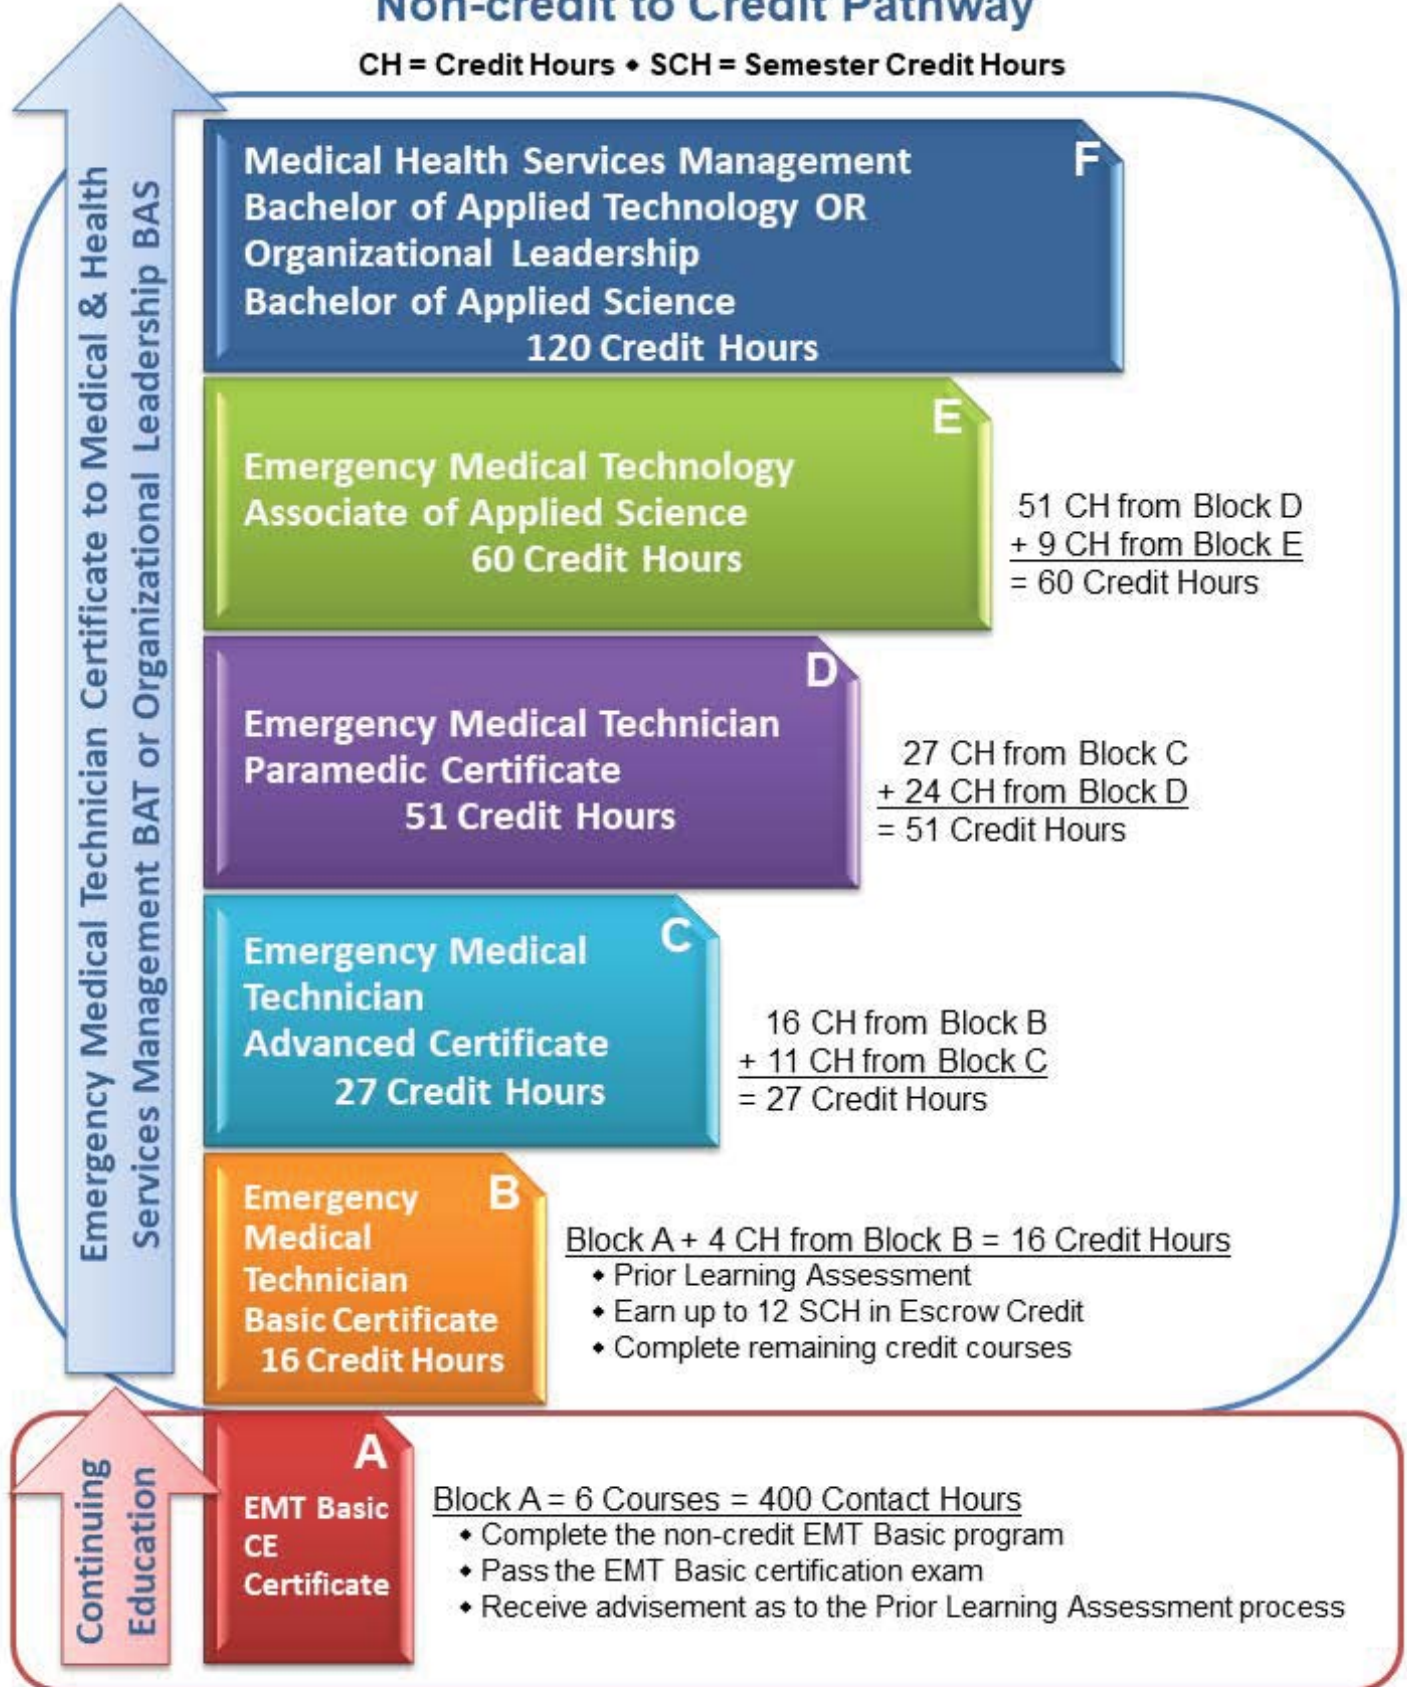 Non-credit to Credit Pathway
CH = Credit Hours • SCH = Semester Credit Hours
Emergency Medical Technician Certificate to Medical & Health
Services Management BAT or Organizational Leadership BAS
F
Medical Health Services Management
Bachelor of Applied Technology OR
Organizational Leadership
Bachelor of Applied Science
120 Credit Hours
E
Emergency Medical Technology
Associate of Applied Science
60 Credit Hours
51 CH from Block D
+ 9 CH from Block E
= 60 Credit Hours
D
Emergency Medical Technician
Paramedic Certificate
51 Credit Hours
27 CH from Block C
+ 24 CH from Block D
= 51 Credit Hours
C
Emergency Medical
Technician
Advanced Certificate
27 Credit Hours
16 CH from Block B
+ 11 CH from Block C
= 27 Credit Hours
B
Emergency
Medical
Technician
Basic Certificate
16 Credit Hours
Block A + 4 CH from Block B = 16 Credit Hours
• Prior Learning Assessment
• Earn up to 12 SCH in Escrow Credit
• Complete remaining credit courses
Continuing
Education
A
EMT Basic
CE
Certificate
Block A = 6 Courses = 400 Contact Hours
• Complete the non-credit EMT Basic program
• Pass the EMT Basic certification exam
• Receive advisement as to the Prior Learning Assessment process